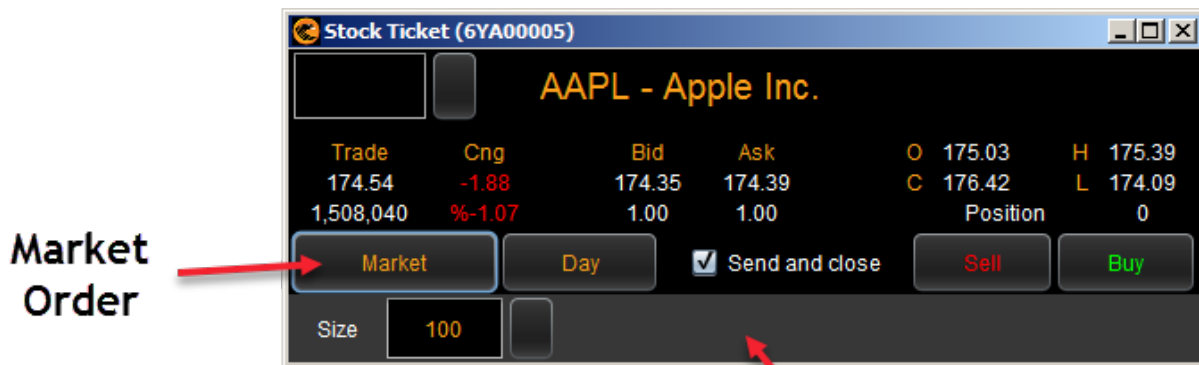 Stock Ticket (6YA00005)
AAPL - Apple Inc.
Trade Cng Bid Ask O 175.03 H 175.39
174.54 -1.88 174.35 174.39 C 176.42 L 174.09
1,508,040 %-1.07 1.00 1.00 Position 0
Market Day Send and close Sell Buy
Size 100
Market
Order